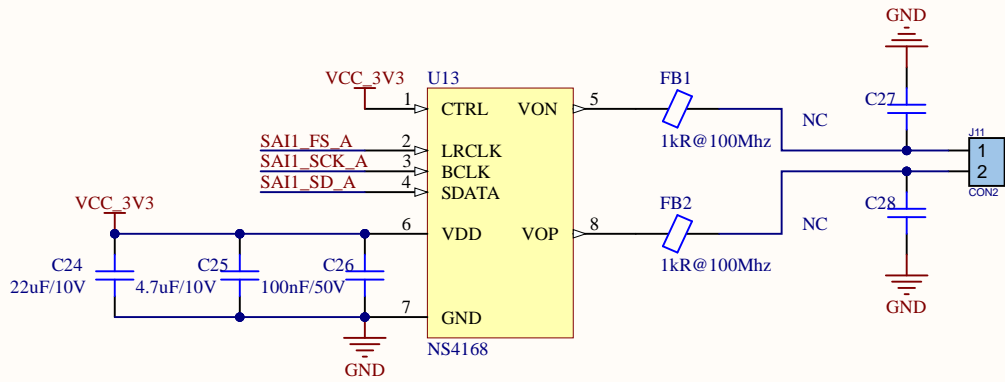 GND
VCC_3V3
U13
FB1
1
CTRL
VON
5
C27
NC
J11
1kR@100Mhz
SAI1_FS_A
2
LRCLK
1
SAI1_SCK_A
3
BCLK
2
SAI1_SD_A
4
SDATA
CON2
VCC_3V3
FB2
C28
NC
6
VDD
VOP
8
C24
C25
C26
1kR@100Mhz
22uF/10V
4.7uF/10V
100nF/50V
7
GND
GND
NS4168
GND